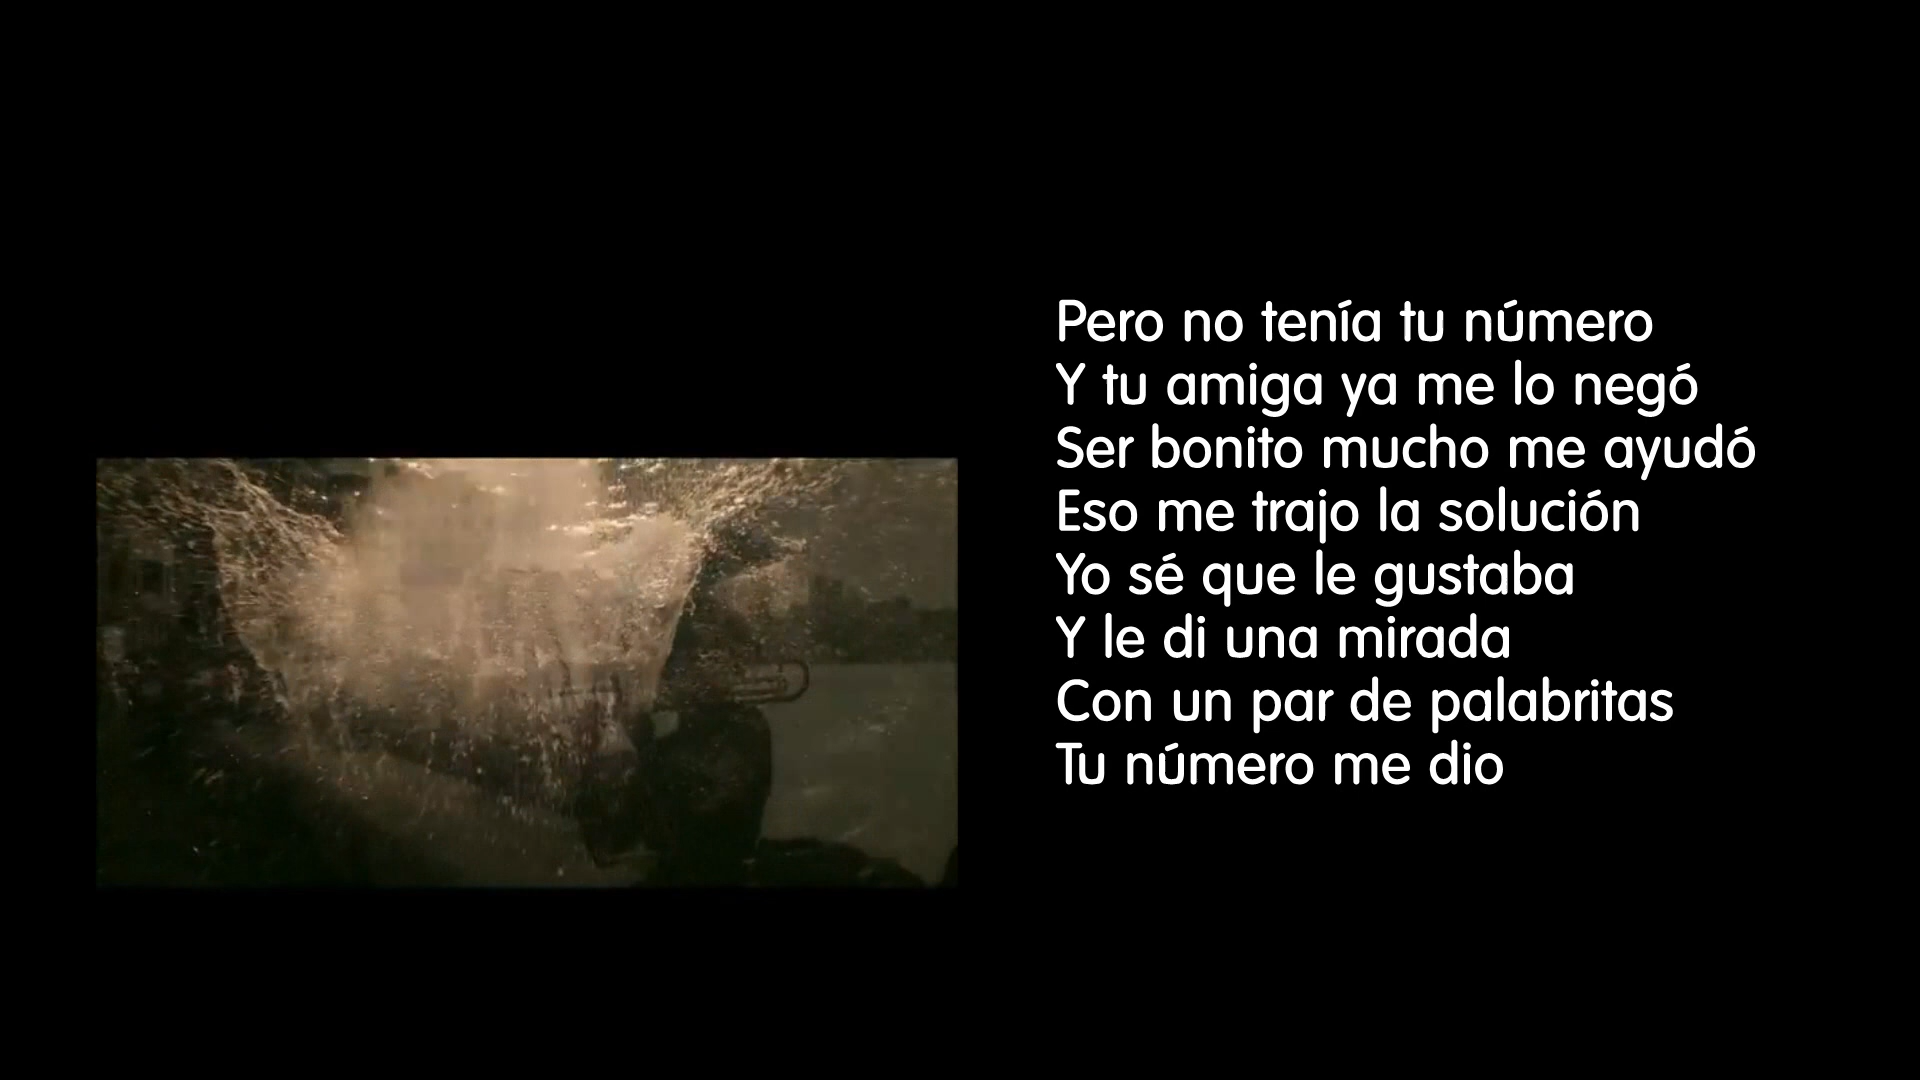 Pero no tenía tu número
Y tu amiga ya me lo negó
Ser bonito mucho me ayudó
Eso me trajo la solución
Yo sé que le gustaba
Y le di una mirada
Con un par de palabritas
Tu número me dio